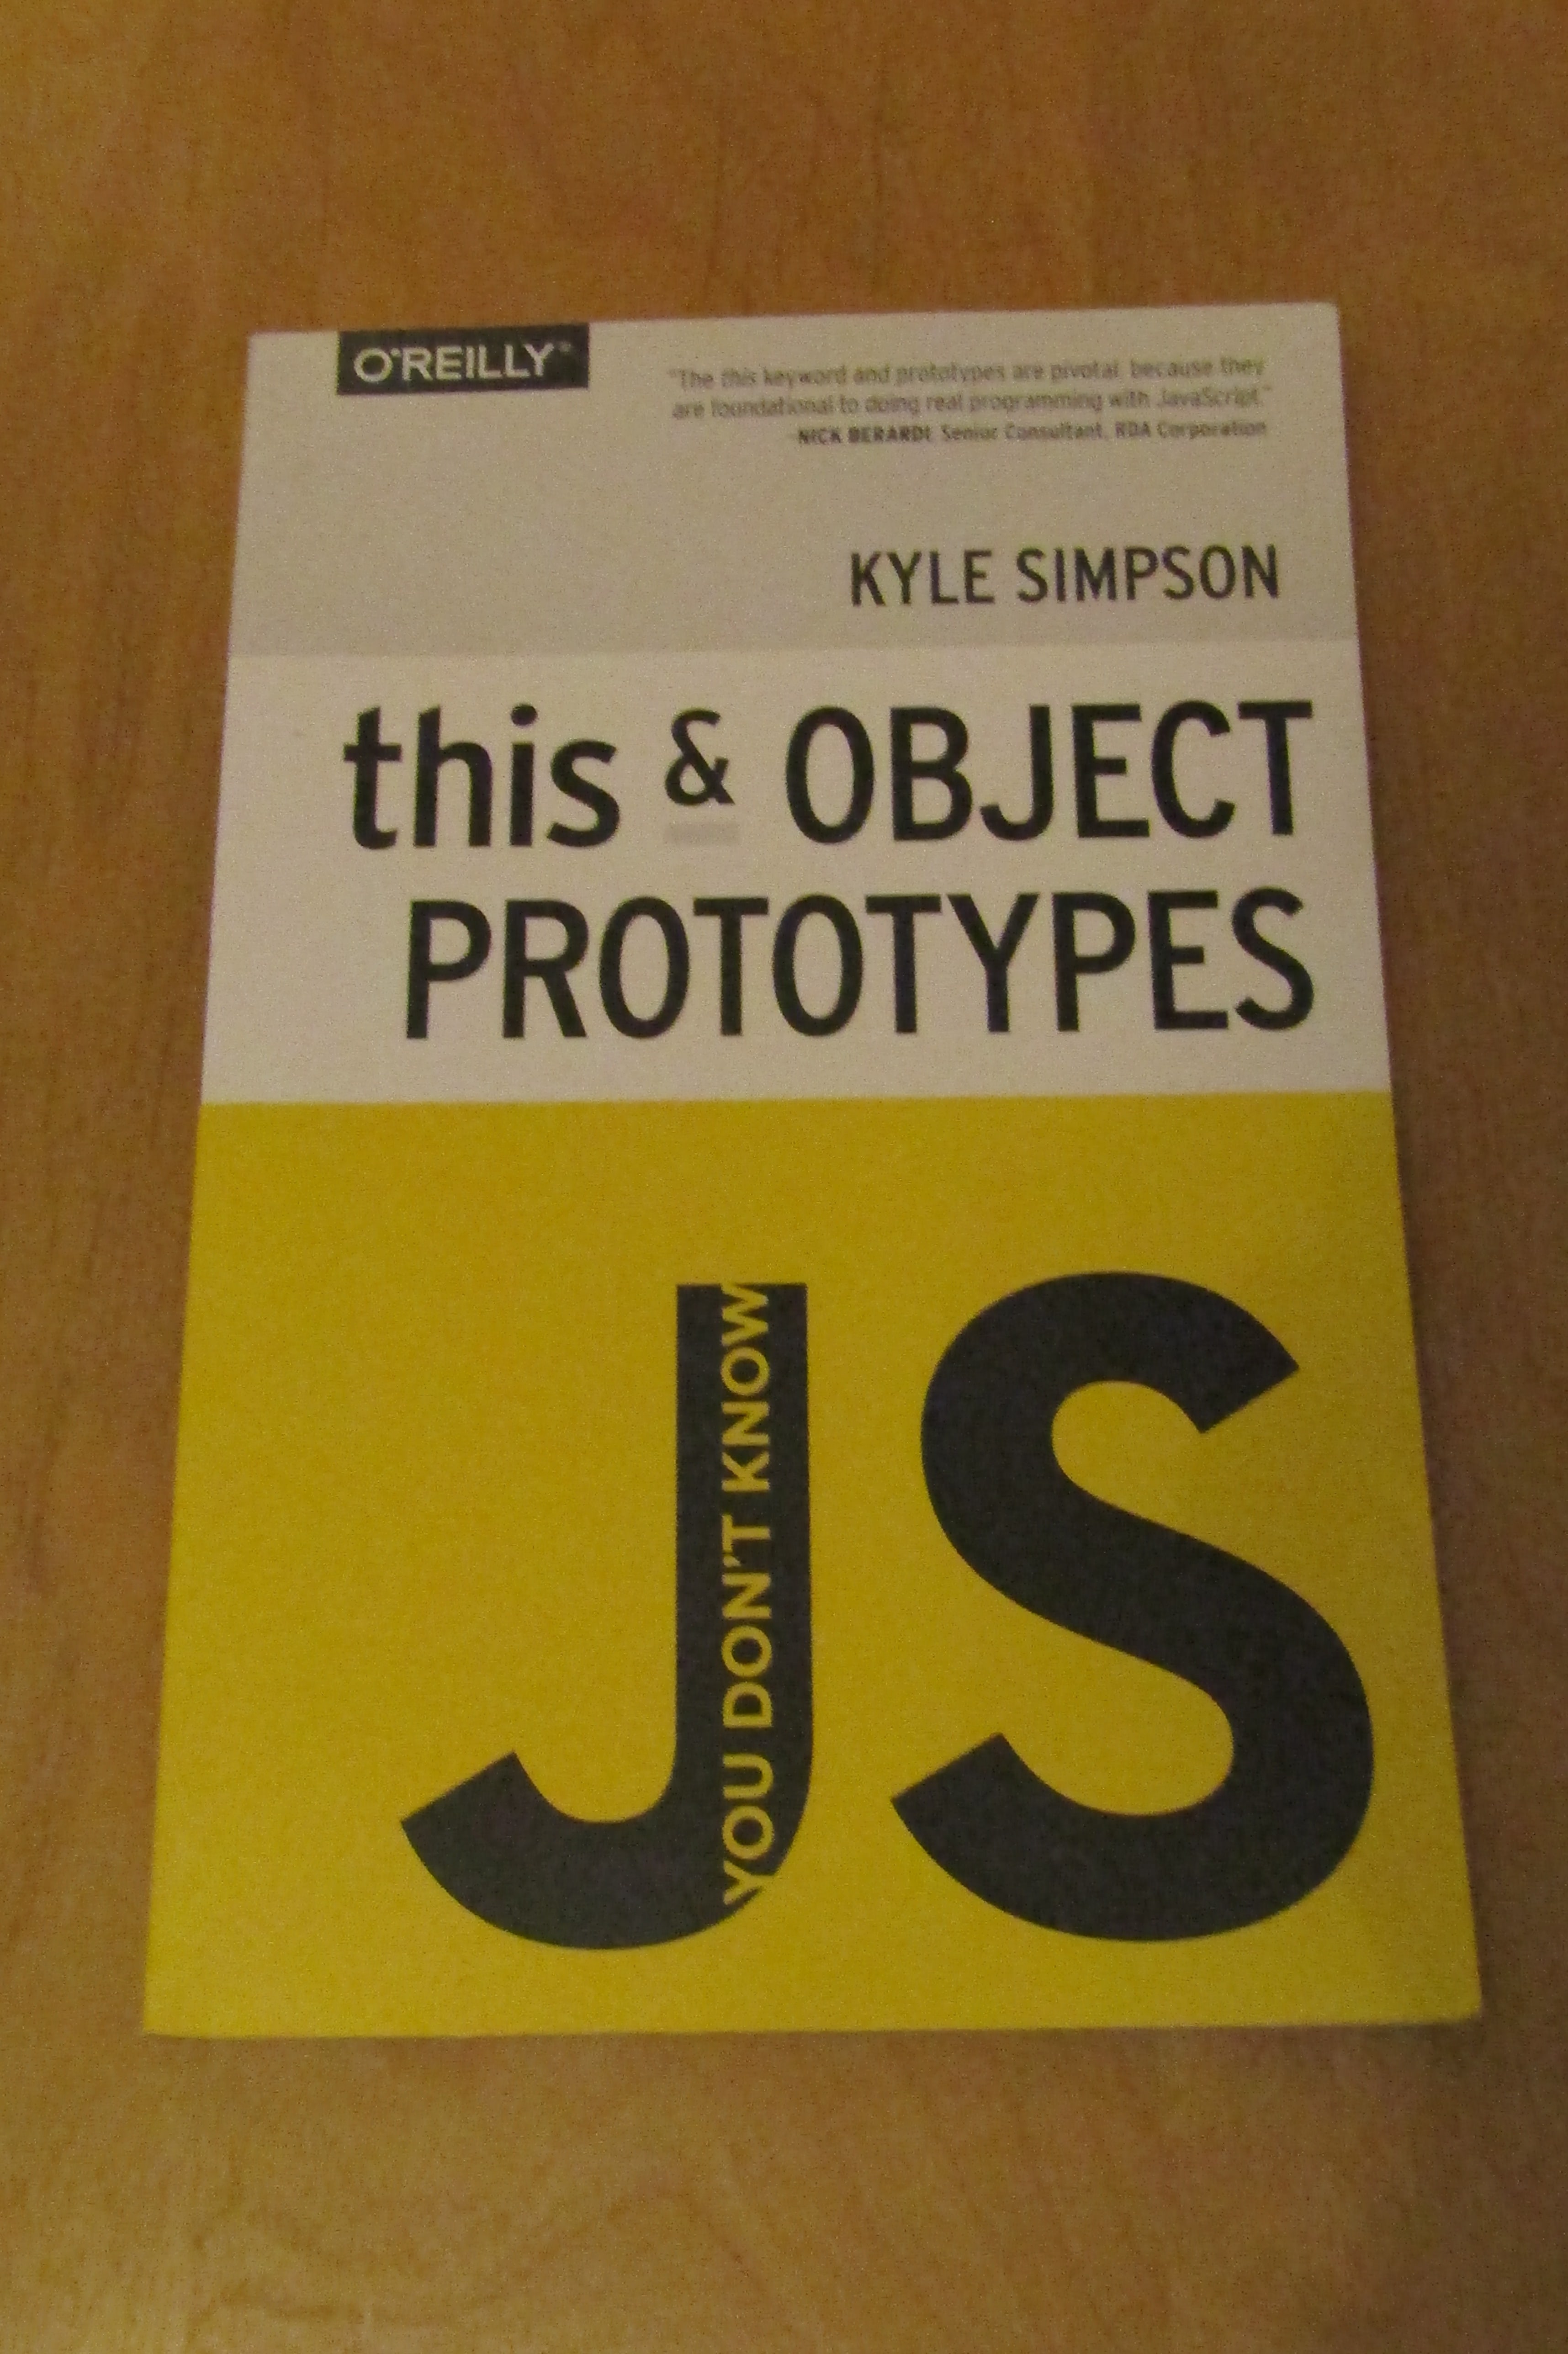 O'REILLY®
"The this keyword and prototypes are pivotal, because they
are foundational to doing real programming with JavaScript."
—NICK BERARDI, Senior Consultant, RDA Corporation
KYLE SIMPSON
this & OBJECT
PROTOTYPES
YOU DON'T KNOW
JS